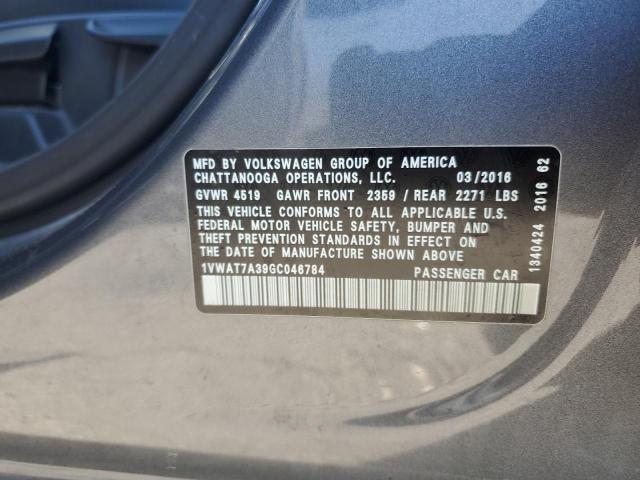 MFD BY VOLKSWAGEN GROUP OF AMERICA
CHATTANOOGA OPERATIONS, LLC. 03/2016
GVWR 4519 GAWR FRONT 2359 / REAR 2271 LBS
THIS VEHICLE CONFORMS TO ALL APPLICABLE U.S.
FEDERAL MOTOR VEHICLE SAFETY, BUMPER AND
THEFT PREVENTION STANDARDS IN EFFECT ON
THE DATE OF MANUFACTURE SHOWN ABOVE
1VWAT7A39GC046784 PASSENGER CAR
1340424 2016 62